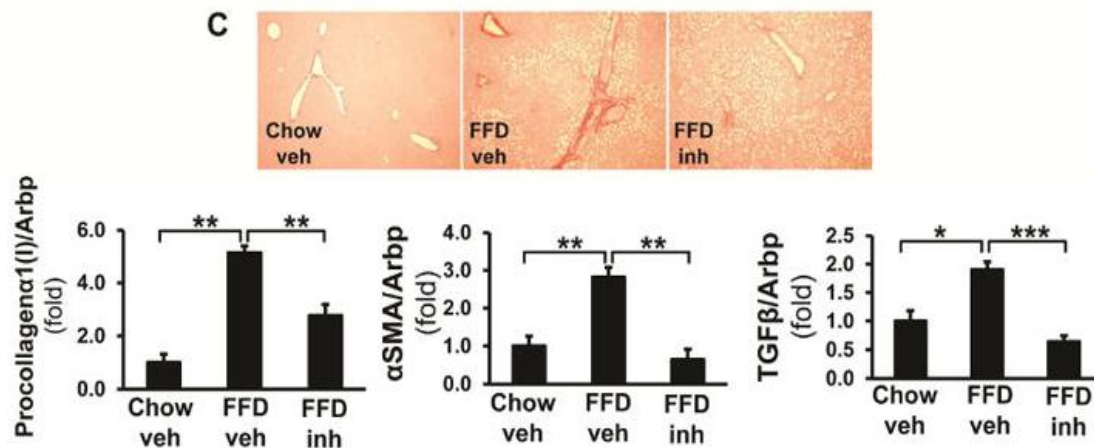 C
Chow
veh
FFD
veh
FFD
inh
Procollagenα1(I)/Arbp
(fold)
6.0
4.0
2.0
0.0
**
**
Chow
veh
FFD
veh
FFD
inh
αSMA/Arbp
(fold)
4.0
3.0
2.0
1.0
0.0
**
**
Chow
veh
FFD
veh
FFD
inh
TGFβ/Arbp
(fold)
2.5
2.0
1.5
1.0
0.5
0.0
*
***
Chow
veh
FFD
veh
FFD
inh